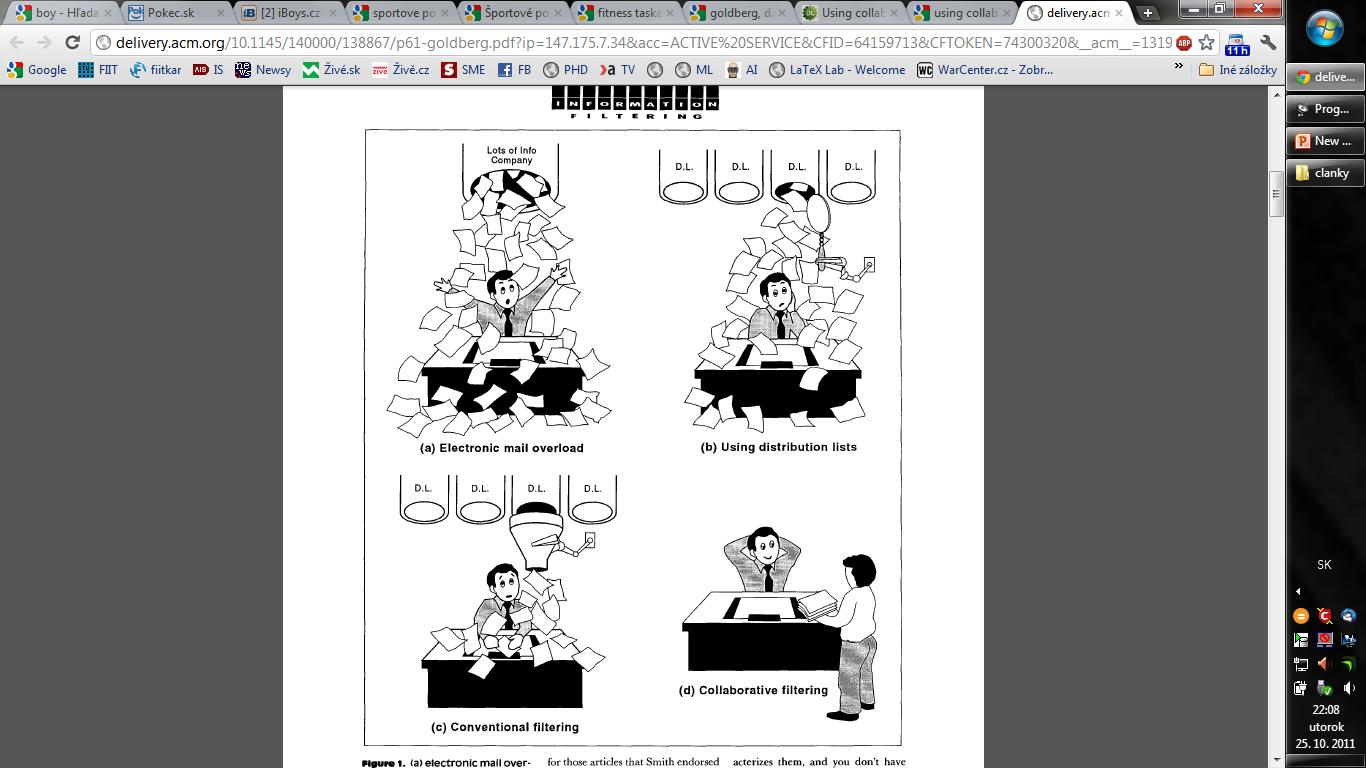 boy - Hľada
Pokec.sk
[2] iBoys.cz
sportove po
Športové po
fitness taska
goldberg, d.
Using collab
using collab
delivery.acm
delivery.acm.org/10.1145/140000/138867/p61-goldberg.pdf?ip=147.175.7.34&acc=ACTIVE%20SERVICE&CFID=64159713&CFTOKEN=74300320&__acm__=1319
ABP
11 h
Google
FIIT
fiitkar
AIS IS
Newsy
Živé.sk
Živě.cz
SME
FB
PHD
TV
ML
AI
LaTeX Lab - Welcome
WarCenter.cz - Zobr...
Iné záložky
INFORMATION
FILTERING
Lots of Info
Company
D.L. D.L. D.L. D.L.
(a) Electronic mail overload
(b) Using distribution lists
D.L. D.L. D.L. D.L.
(c) Conventional filtering
(d) Collaborative filtering
Figure 1. (a) electronic mail over-
for those articles that Smith endorsed
acterizes them, and you don't have
delive...
Prog...
New ...
clanky
SK
22:08
utorok
25. 10. 2011